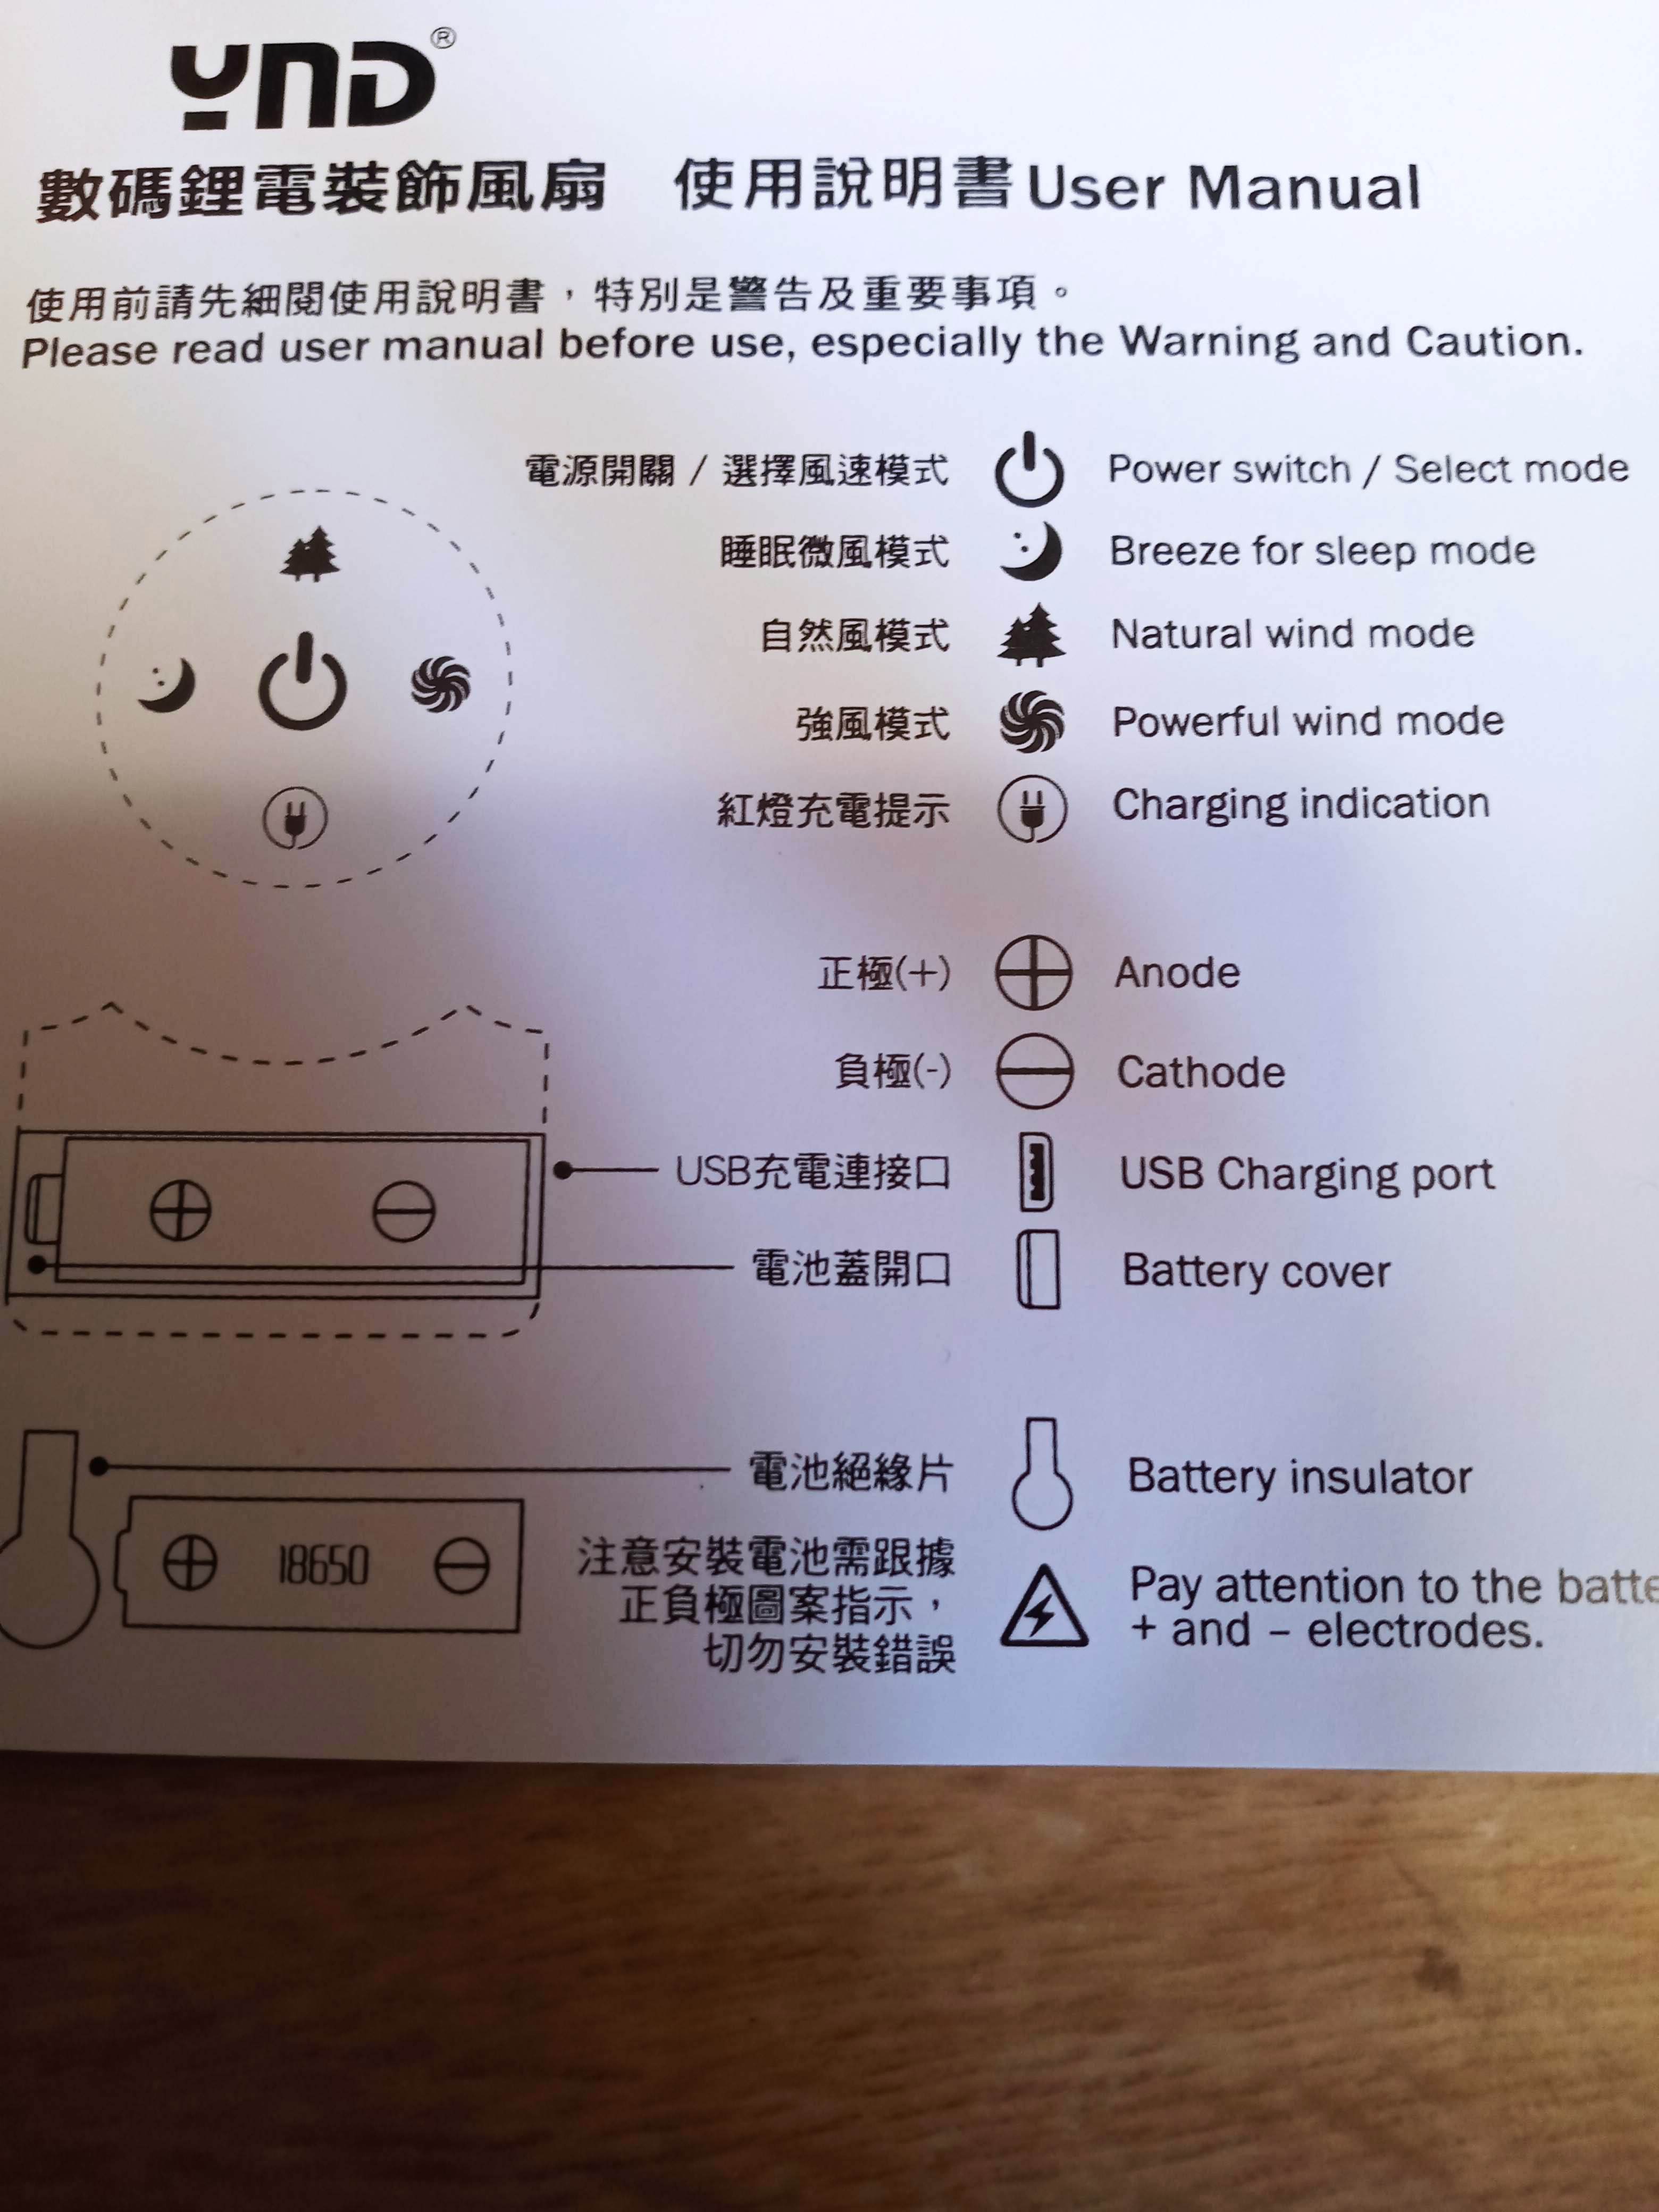 YND®
數碼鋰電裝飾風扇 使用說明書User Manual
使用前請先細閱使用說明書，特別是警告及重要事項。
Please read user manual before use, especially the Warning and Caution.
電源開關 / 選擇風速模式 Power switch / Select mode
睡眠微風模式 Breeze for sleep mode
自然風模式 Natural wind mode
強風模式 Powerful wind mode
紅燈充電提示 Charging indication
正極(+) Anode
負極(-) Cathode
USB充電連接口 USB Charging port
電池蓋開口 Battery cover
電池絕緣片 Battery insulator
18650
注意安裝電池需跟據
正負極圖案指示，
切勿安裝錯誤
Pay attention to the batte
+ and – electrodes.